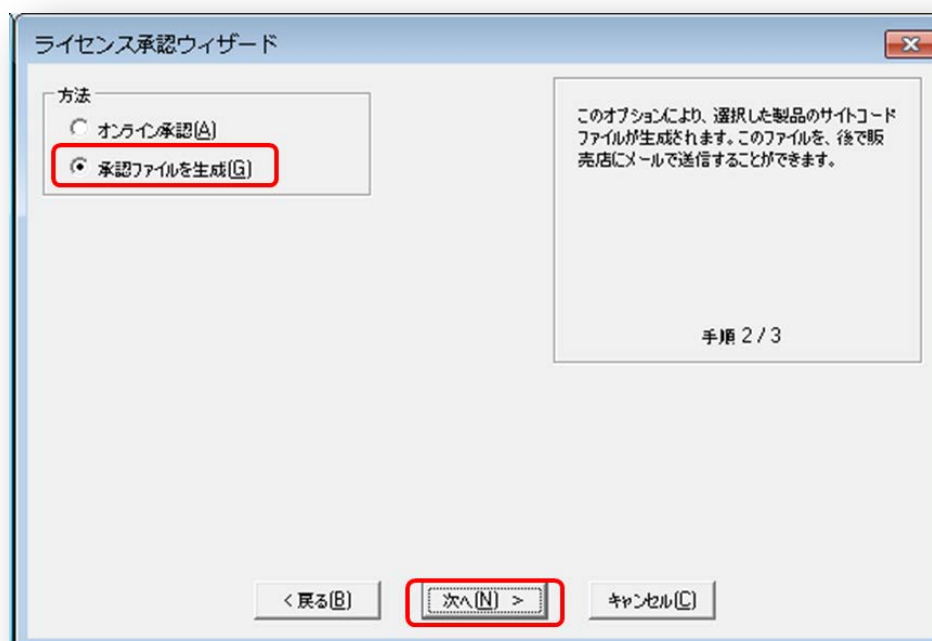 ライセンス承認ウィザード
方法
オンライン承認(A)
承認ファイルを生成(G)
このオプションにより、選択した製品のサイトコード
ファイルが生成されます。このファイルを、後で販
売店にメールで送信することができます。
手順 2 / 3
< 戻る(B)
次へ(N) >
キャンセル(C)